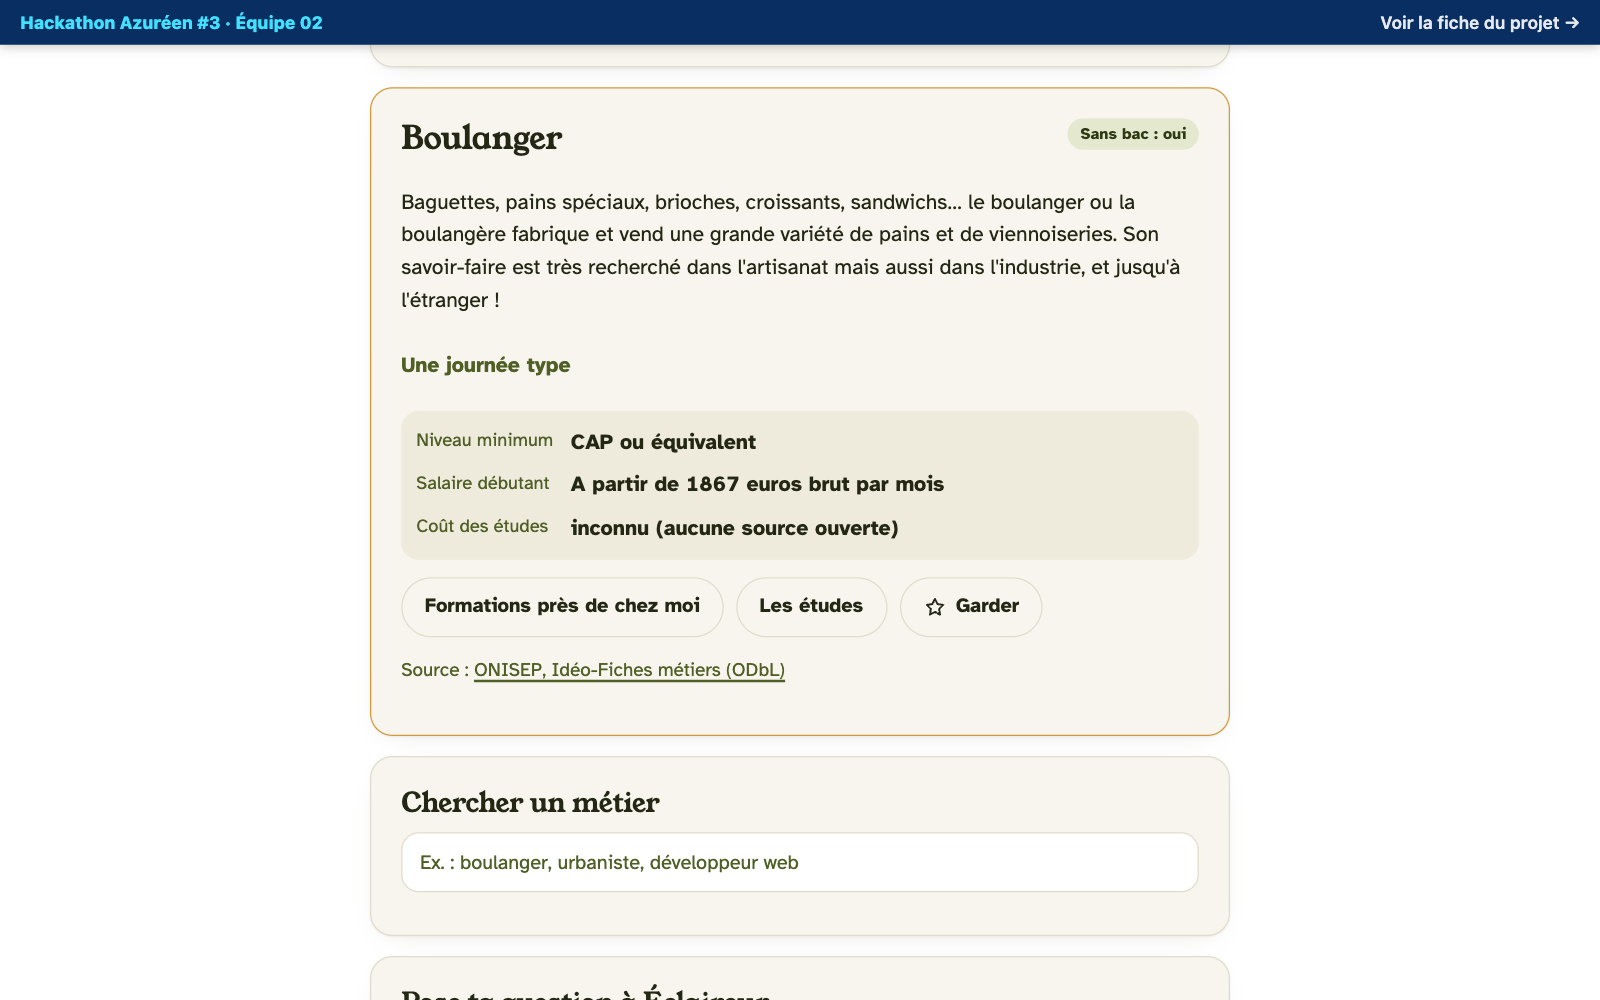 Hackathon Azuréen #3 · Équipe 02
Voir la fiche du projet →
Boulanger
Sans bac : oui
Baguettes, pains spéciaux, brioches, croissants, sandwichs... le boulanger ou la
boulangère fabrique et vend une grande variété de pains et de viennoiseries. Son
savoir-faire est très recherché dans l'artisanat mais aussi dans l'industrie, et jusqu'à
l'étranger !
Une journée type
Niveau minimum CAP ou équivalent
Salaire débutant A partir de 1867 euros brut par mois
Coût des études inconnu (aucune source ouverte)
Formations près de chez moi
Les études
Garder
Source : ONISEP, Idéo-Fiches métiers (ODbL)
Chercher un métier
Ex. : boulanger, urbaniste, développeur web
Pose ta question à Éclaireur